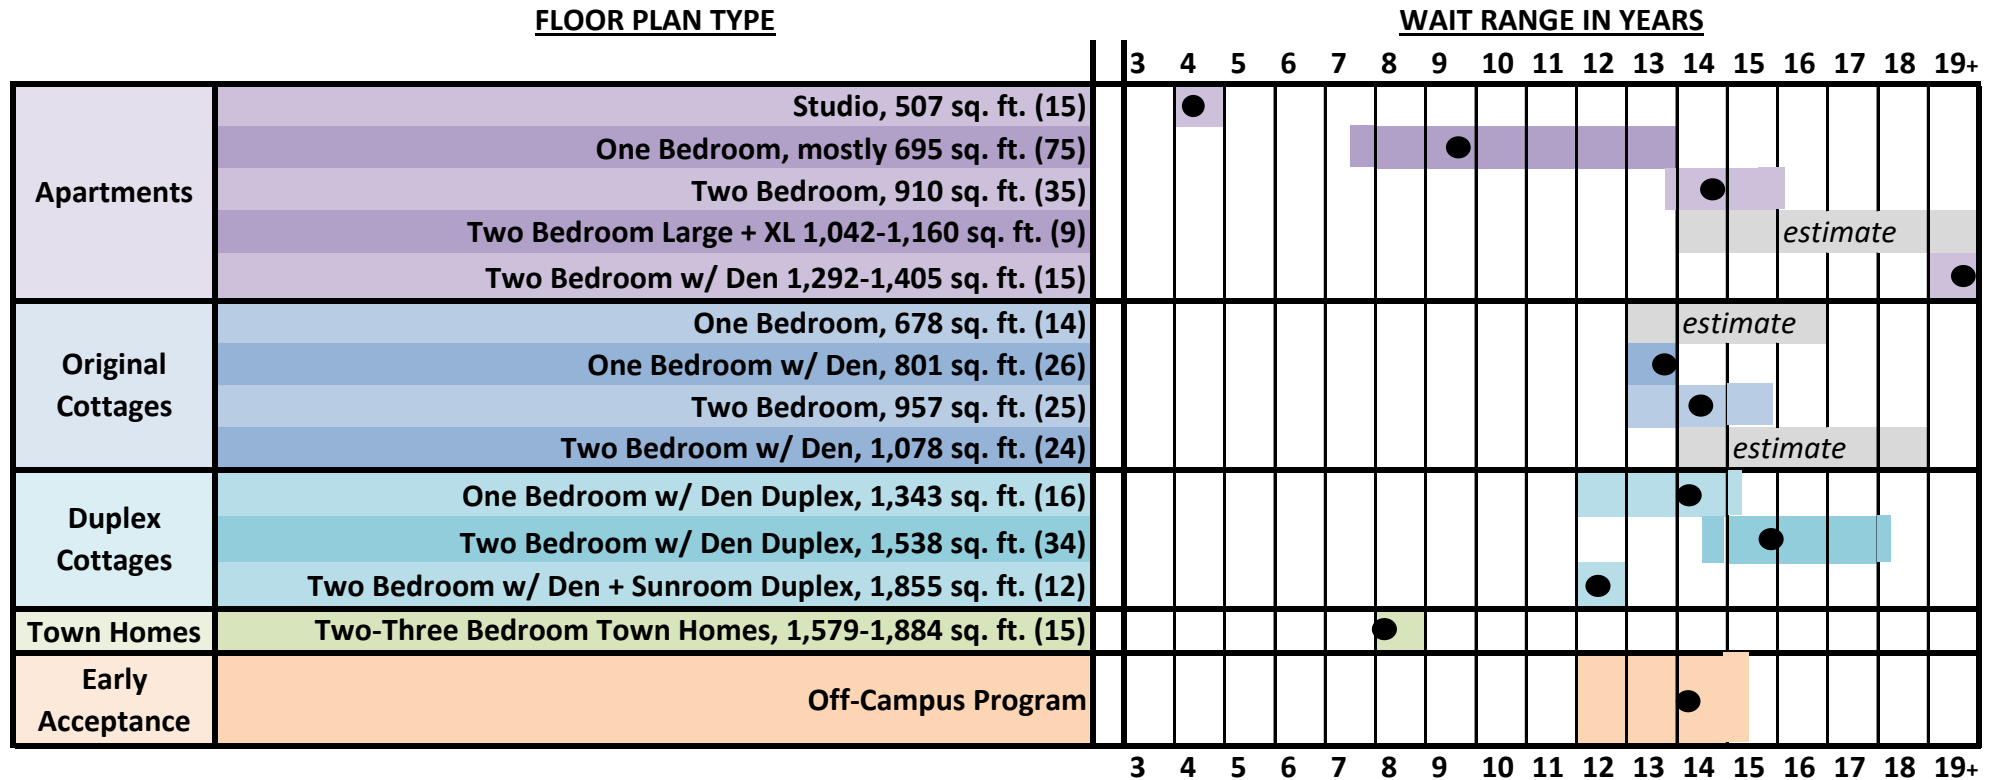 FLOOR PLAN TYPE WAIT RANGE IN YEARS
3 4 5 6 7 8 9 10 11 12 13 14 15 16 17 18 19+
Apartments
Studio, 507 sq. ft. (15)
One Bedroom, mostly 695 sq. ft. (75)
Two Bedroom, 910 sq. ft. (35)
Two Bedroom Large + XL 1,042-1,160 sq. ft. (9) estimate
Two Bedroom w/ Den 1,292-1,405 sq. ft. (15)
Original
Cottages
One Bedroom, 678 sq. ft. (14) estimate
One Bedroom w/ Den, 801 sq. ft. (26)
Two Bedroom, 957 sq. ft. (25)
Two Bedroom w/ Den, 1,078 sq. ft. (24) estimate
Duplex
Cottages
One Bedroom w/ Den Duplex, 1,343 sq. ft. (16)
Two Bedroom w/ Den Duplex, 1,538 sq. ft. (34)
Two Bedroom w/ Den + Sunroom Duplex, 1,855 sq. ft. (12)
Town Homes Two-Three Bedroom Town Homes, 1,579-1,884 sq. ft. (15)
Early
Acceptance
Off-Campus Program
3 4 5 6 7 8 9 10 11 12 13 14 15 16 17 18 19+